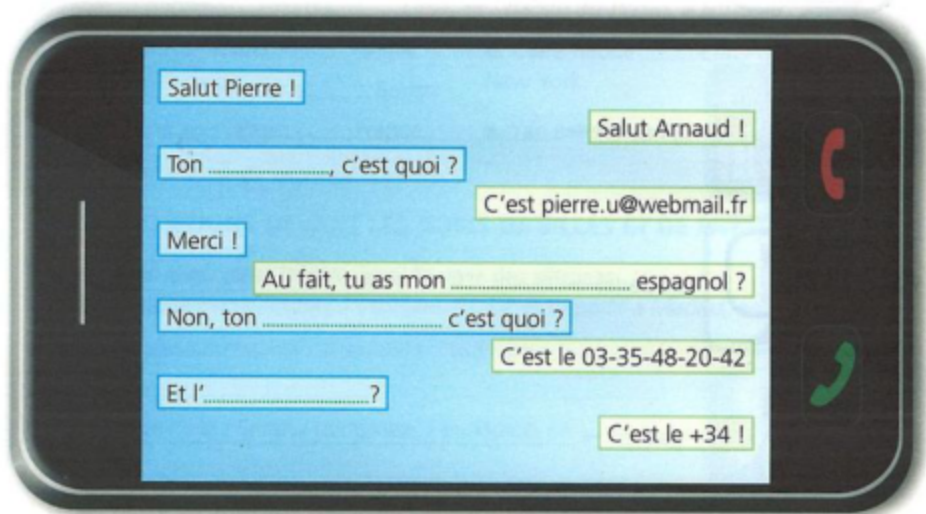 Salut Pierre !
Salut Arnaud !
Ton ........................, c'est quoi ?
C'est pierre.u@webmail.fr
Merci !
Au fait, tu as mon .................................... espagnol ?
Non, ton .................................... c'est quoi ?
C'est le 03-35-48-20-42
Et l'.................................?
C'est le +34 !